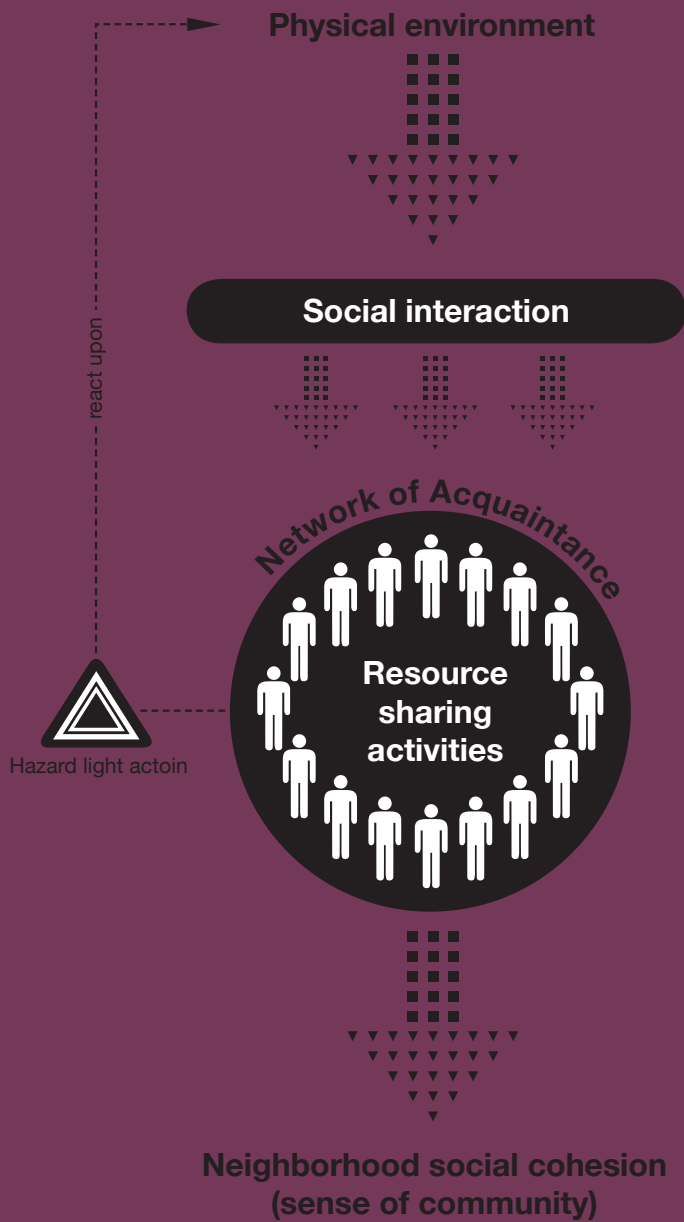 Physical environment
Social interaction
react upon
Network of Acquaintance
Resource
sharing
activities
Hazard light actoin
Neighborhood social cohesion
(sense of community)